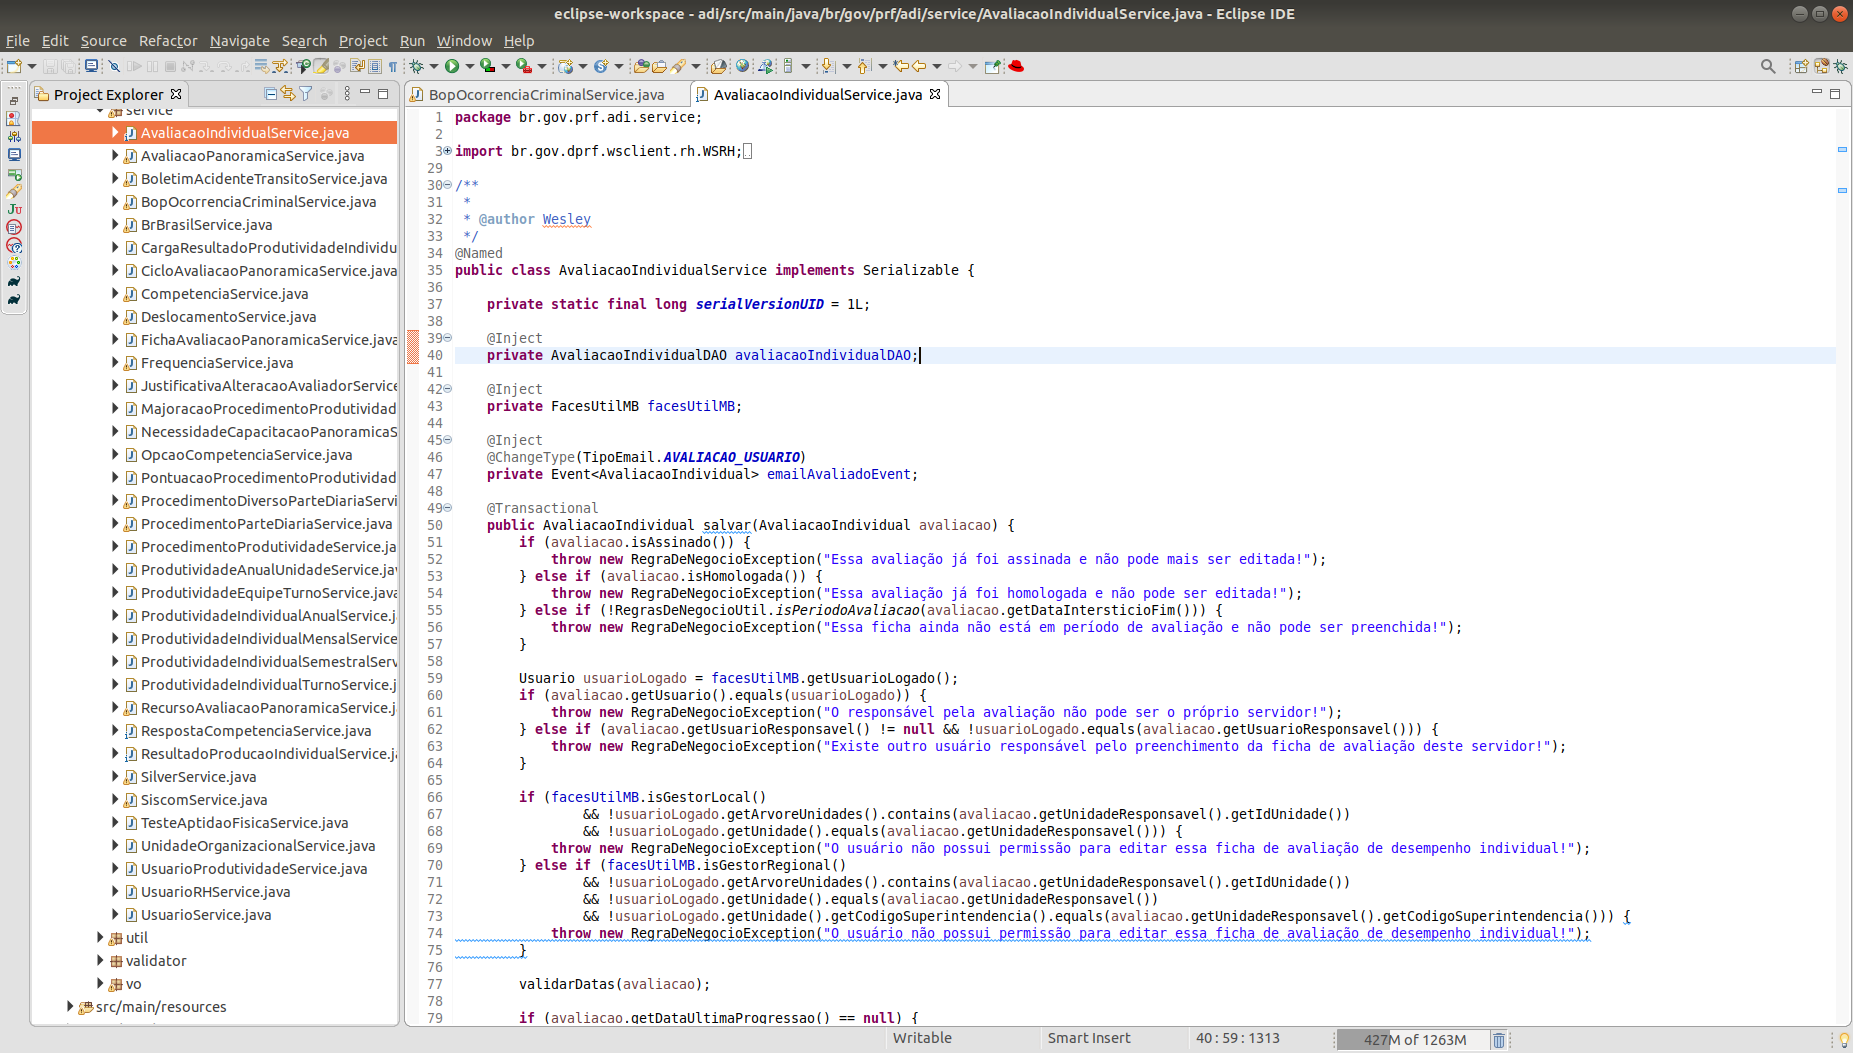 eclipse-workspace - adi/src/main/java/br/gov/prf/adi/service/AvaliacaoIndividualService.java - Eclipse IDE
File Edit Source Refactor Navigate Search Project Run Window Help
Project Explorer
service
AvaliacaoIndividualService.java
AvaliacaoPanoramicaService.java
BoletimAcidenteTransitoService.java
BopOcorrenciaCriminalService.java
BrBrasilService.java
CargaResultadoProdutividadeIndividu
CicloAvaliacaoPanoramicaService.java
CompetenciaService.java
DeslocamentoService.java
FichaAvaliacaoPanoramicaService.java
FrequenciaService.java
JustificativaAlteracaoAvaliadorService
MajoracaoProcedimentoProdutividad
NecessidadeCapacitacaoPanoramicaS
OpcaoCompetenciaService.java
PontuacaoProcedimentoProdutividad
ProcedimentoDiversoParteDiariaServi
ProcedimentoParteDiariaService.java
ProcedimentoProdutividadeService.ja
ProdutividadeAnualUnidadeService.jav
ProdutividadeEquipeTurnoService.java
ProdutividadeIndividualAnualService.j
ProdutividadeIndividualMensalService
ProdutividadeIndividualSemestralServ
ProdutividadeIndividualTurnoService.j
RecursoAvaliacaoPanoramicaService.j
RespostaCompetenciaService.java
ResultadoProducaoIndividualService.ja
SilverService.java
SiscomService.java
TesteAptidaoFisicaService.java
UnidadeOrganizacionalService.java
UsuarioProdutividadeService.java
UsuarioRHService.java
UsuarioService.java
util
validator
vo
src/main/resources
BopOcorrenciaCriminalService.java AvaliacaoIndividualService.java
1 package br.gov.prf.adi.service;
2
3 import br.gov.dprf.wsclient.rh.WSRH;
29
30 /**
31 *
32 * @author Wesley
33 */
34 @Named
35 public class AvaliacaoIndividualService implements Serializable {
36
37 private static final long serialVersionUID = 1L;
38
39 @Inject
40 private AvaliacaoIndividualDAO avaliacaoIndividualDAO;
41
42 @Inject
43 private FacesUtilMB facesUtilMB;
44
45 @Inject
46 @ChangeType(TipoEmail.AVALIACAO_USUARIO)
47 private Event<AvaliacaoIndividual> emailAvaliadoEvent;
48
49 @Transactional
50 public AvaliacaoIndividual salvar(AvaliacaoIndividual avaliacao) {
51 if (avaliacao.isAssinado()) {
52 throw new RegraDeNegocioException("Essa avaliação já foi assinada e não pode mais ser editada!");
53 } else if (avaliacao.isHomologada()) {
54 throw new RegraDeNegocioException("Essa avaliação já foi homologada e não pode ser editada!");
55 } else if (!RegrasDeNegocioUtil.isPeriodoAvaliacao(avaliacao.getDataIntersticioFim())) {
56 throw new RegraDeNegocioException("Essa ficha ainda não está em período de avaliação e não pode ser preenchida!");
57 }
58
59 Usuario usuarioLogado = facesUtilMB.getUsuarioLogado();
60 if (avaliacao.getUsuario().equals(usuarioLogado)) {
61 throw new RegraDeNegocioException("O responsável pela avaliação não pode ser o próprio servidor!");
62 } else if (avaliacao.getUsuarioResponsavel() != null && !usuarioLogado.equals(avaliacao.getUsuarioResponsavel())) {
63 throw new RegraDeNegocioException("Existe outro usuário responsável pelo preenchimento da ficha de avaliação deste servidor!");
64 }
65
66 if (facesUtilMB.isGestorLocal()
67 && !usuarioLogado.getArvoreUnidades().contains(avaliacao.getUnidadeResponsavel().getIdUnidade())
68 && !usuarioLogado.getUnidade().equals(avaliacao.getUnidadeResponsavel())) {
69 throw new RegraDeNegocioException("O usuário não possui permissão para editar essa ficha de avaliação de desempenho individual!");
70 } else if (facesUtilMB.isGestorRegional()
71 && !usuarioLogado.getArvoreUnidades().contains(avaliacao.getUnidadeResponsavel().getIdUnidade())
72 && !usuarioLogado.getUnidade().equals(avaliacao.getUnidadeResponsavel())
73 && !usuarioLogado.getUnidade().getCodigoSuperintendencia().equals(avaliacao.getUnidadeResponsavel().getCodigoSuperintendencia())) {
74 throw new RegraDeNegocioException("O usuário não possui permissão para editar essa ficha de avaliação de desempenho individual!");
75 }
76
77 validarDatas(avaliacao);
78
79 if (avaliacao.getDataUltimaProgressao() == null) {
Writable Smart Insert 40 : 59 : 1313 427M of 1263M